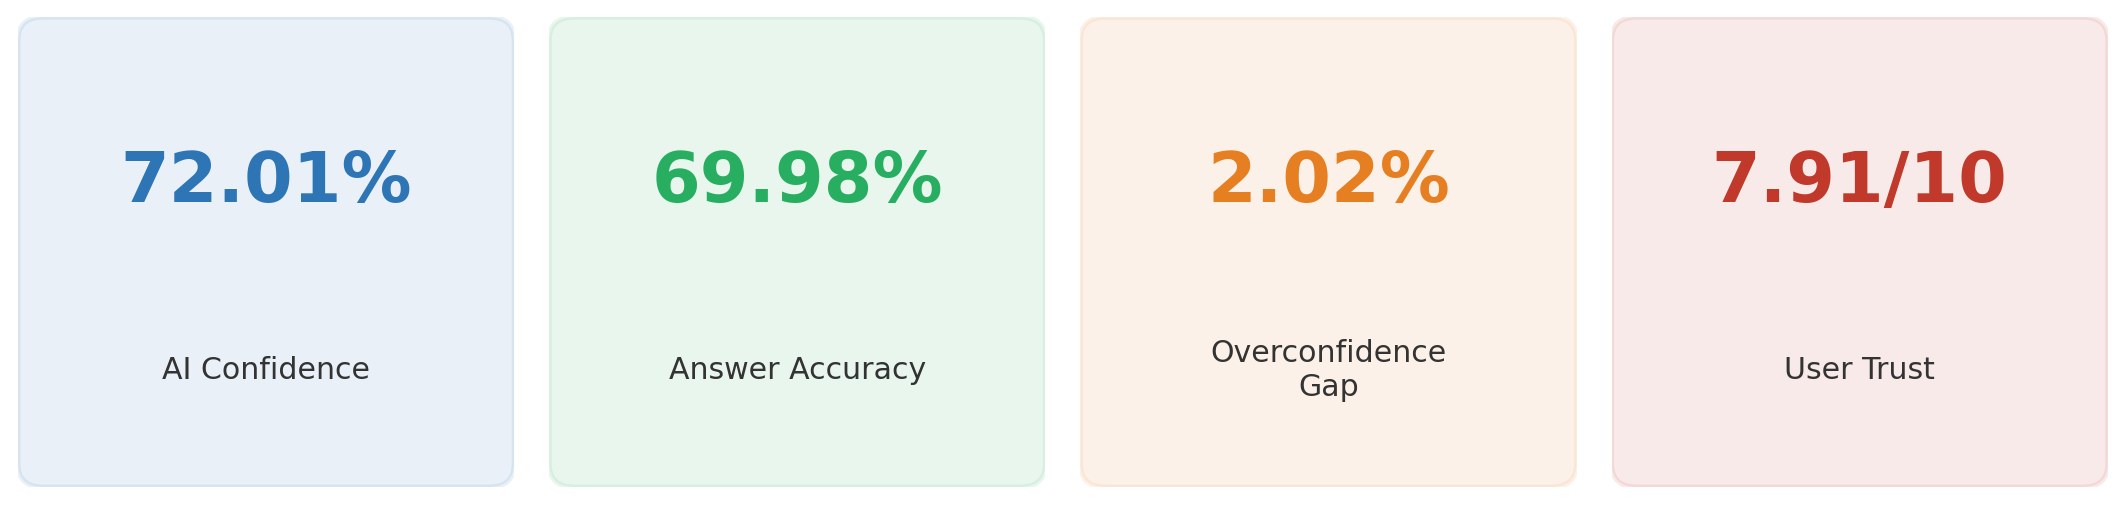 72.01%
AI Confidence
69.98%
Answer Accuracy
2.02%
Overconfidence
Gap
7.91/10
User Trust